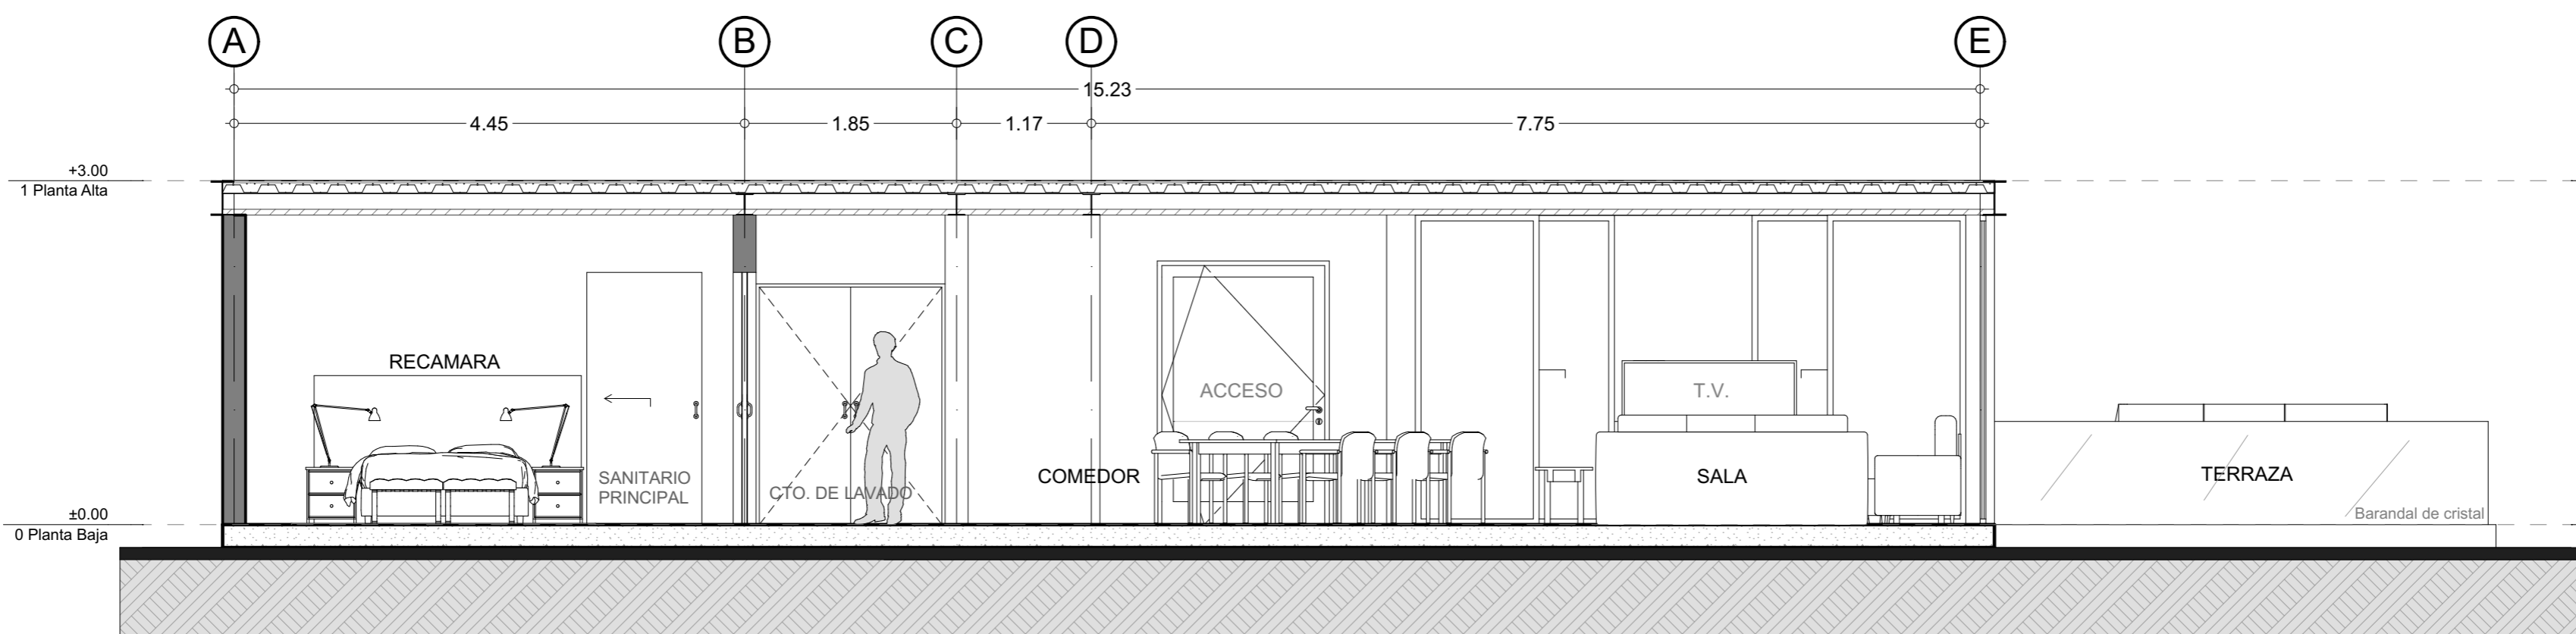 A
B
C
D
E
15.23
4.45
1.85
1.17
7.75
+3.00
1 Planta Alta
RECAMARA
ACCESO
T.V.
SANITARIO
PRINCIPAL
CTO. DE LAVADO
COMEDOR
SALA
TERRAZA
Barandal de cristal
±0.00
0 Planta Baja